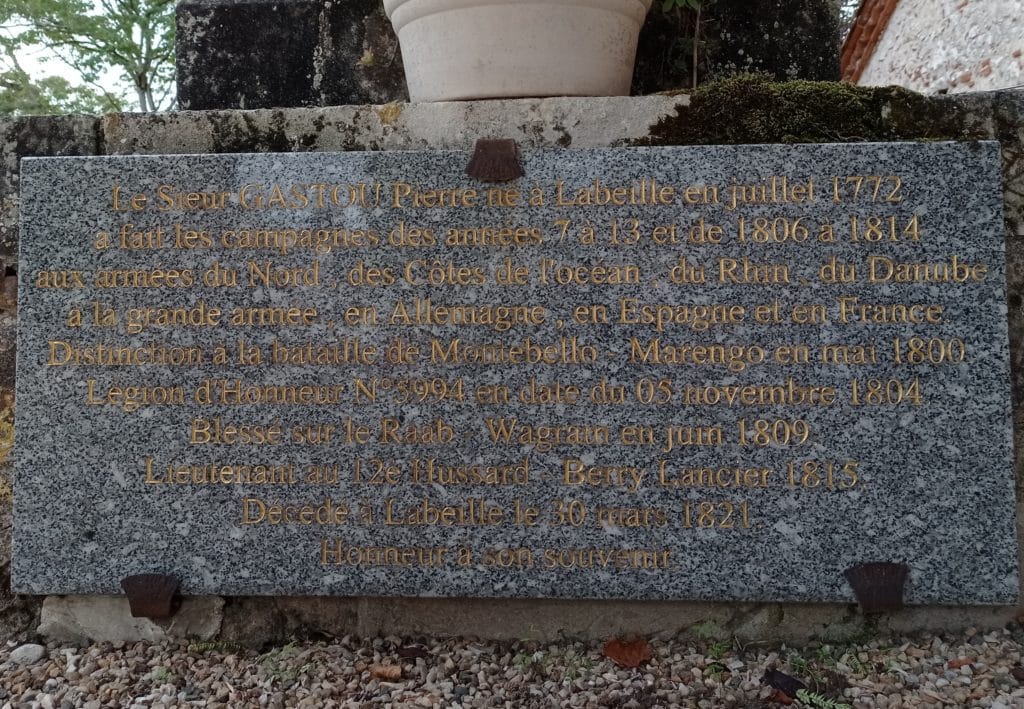 Le Sieur GASTOU Pierre né à Labeille en juillet 1772
a fait les campagnes des années 7 à 13 et de 1806 à 1814
aux armées du Nord , des Côtes de l'océan , du Rhin , du Danube
à la grande armée , en Allemagne , en Espagne et en France.
Distinction à la bataille de Montebello - Marengo en mai 1800
Légion d'Honneur N°5994 en date du 05 novembre 1804
Blessé sur le Raab - Wagram en juin 1809.
Lieutenant au 12e Hussard - Berry Lancier 1815
Décédé à Labeille le 30 mars 1821.
Honneur à son souvenir.